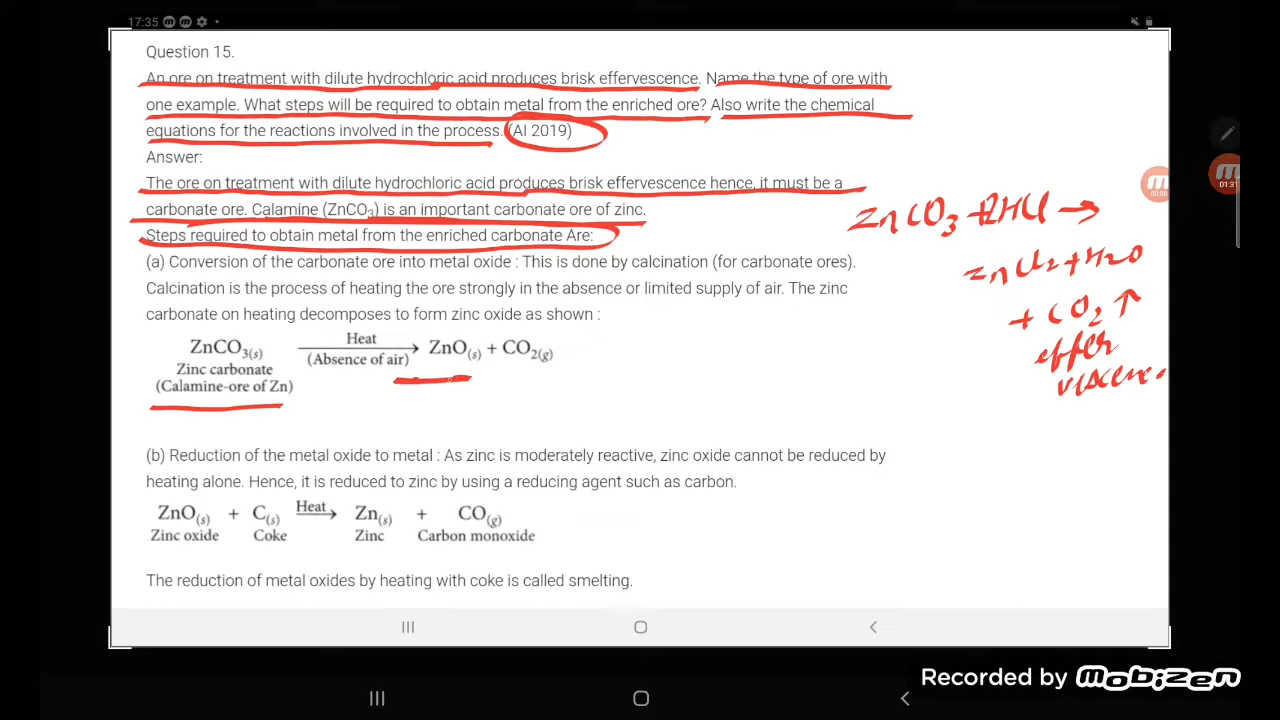 17:35
Question 15.
An ore on treatment with dilute hydrochloric acid produces brisk effervescence. Name the type of ore with
one example. What steps will be required to obtain metal from the enriched ore? Also write the chemical
equations for the reactions involved in the process. (AI 2019)
Answer:
The ore on treatment with dilute hydrochloric acid produces brisk effervescence hence, it must be a
carbonate ore. Calamine (ZnCO₃) is an important carbonate ore of zinc.
Steps required to obtain metal from the enriched carbonate Are:
(a) Conversion of the carbonate ore into metal oxide : This is done by calcination (for carbonate ores).
Calcination is the process of heating the ore strongly in the absence or limited supply of air. The zinc
carbonate on heating decomposes to form zinc oxide as shown :
ZnCO₃(s) Heat (Absence of air) → ZnO(s) + CO₂(g)
Zinc carbonate
(Calamine-ore of Zn)
ZnCO₃ + 2HCl →
ZnCl₂ + H₂O
+ CO₂ ↑
effer
vescence
(b) Reduction of the metal oxide to metal : As zinc is moderately reactive, zinc oxide cannot be reduced by
heating alone. Hence, it is reduced to zinc by using a reducing agent such as carbon.
ZnO(s) + C(s) Heat → Zn(s) + CO(g)
Zinc oxide Coke Zinc Carbon monoxide
The reduction of metal oxides by heating with coke is called smelting.
1:31
Recorded by mobizen